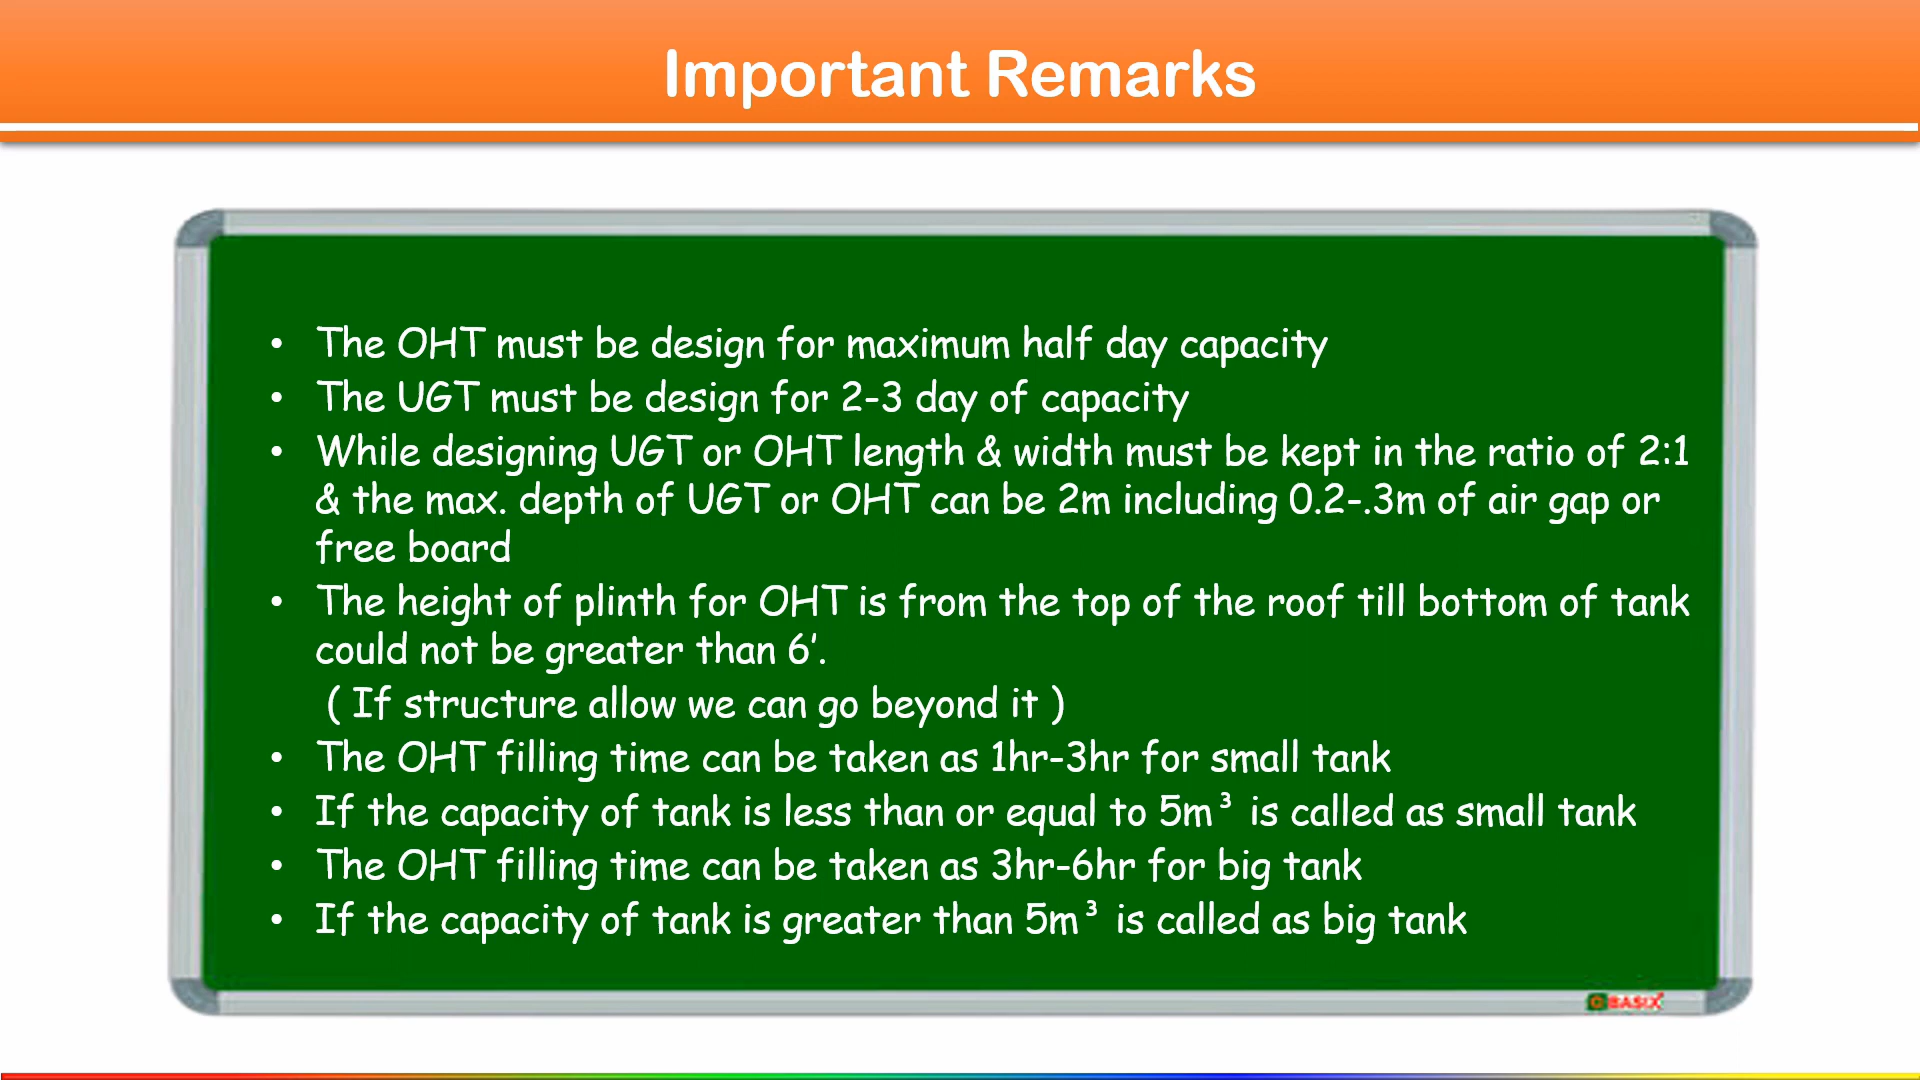 Important Remarks
• The OHT must be design for maximum half day capacity
• The UGT must be design for 2-3 day of capacity
• While designing UGT or OHT length & width must be kept in the ratio of 2:1
& the max. depth of UGT or OHT can be 2m including 0.2-.3m of air gap or
free board
• The height of plinth for OHT is from the top of the roof till bottom of tank
could not be greater than 6’.
( If structure allow we can go beyond it )
• The OHT filling time can be taken as 1hr-3hr for small tank
• If the capacity of tank is less than or equal to 5m³ is called as small tank
• The OHT filling time can be taken as 3hr-6hr for big tank
• If the capacity of tank is greater than 5m³ is called as big tank
BASIX